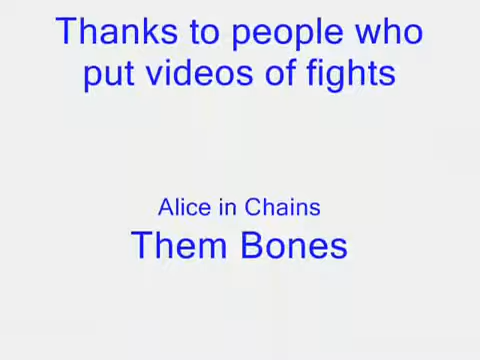 Thanks to people who
put videos of fights
Alice in Chains
Them Bones